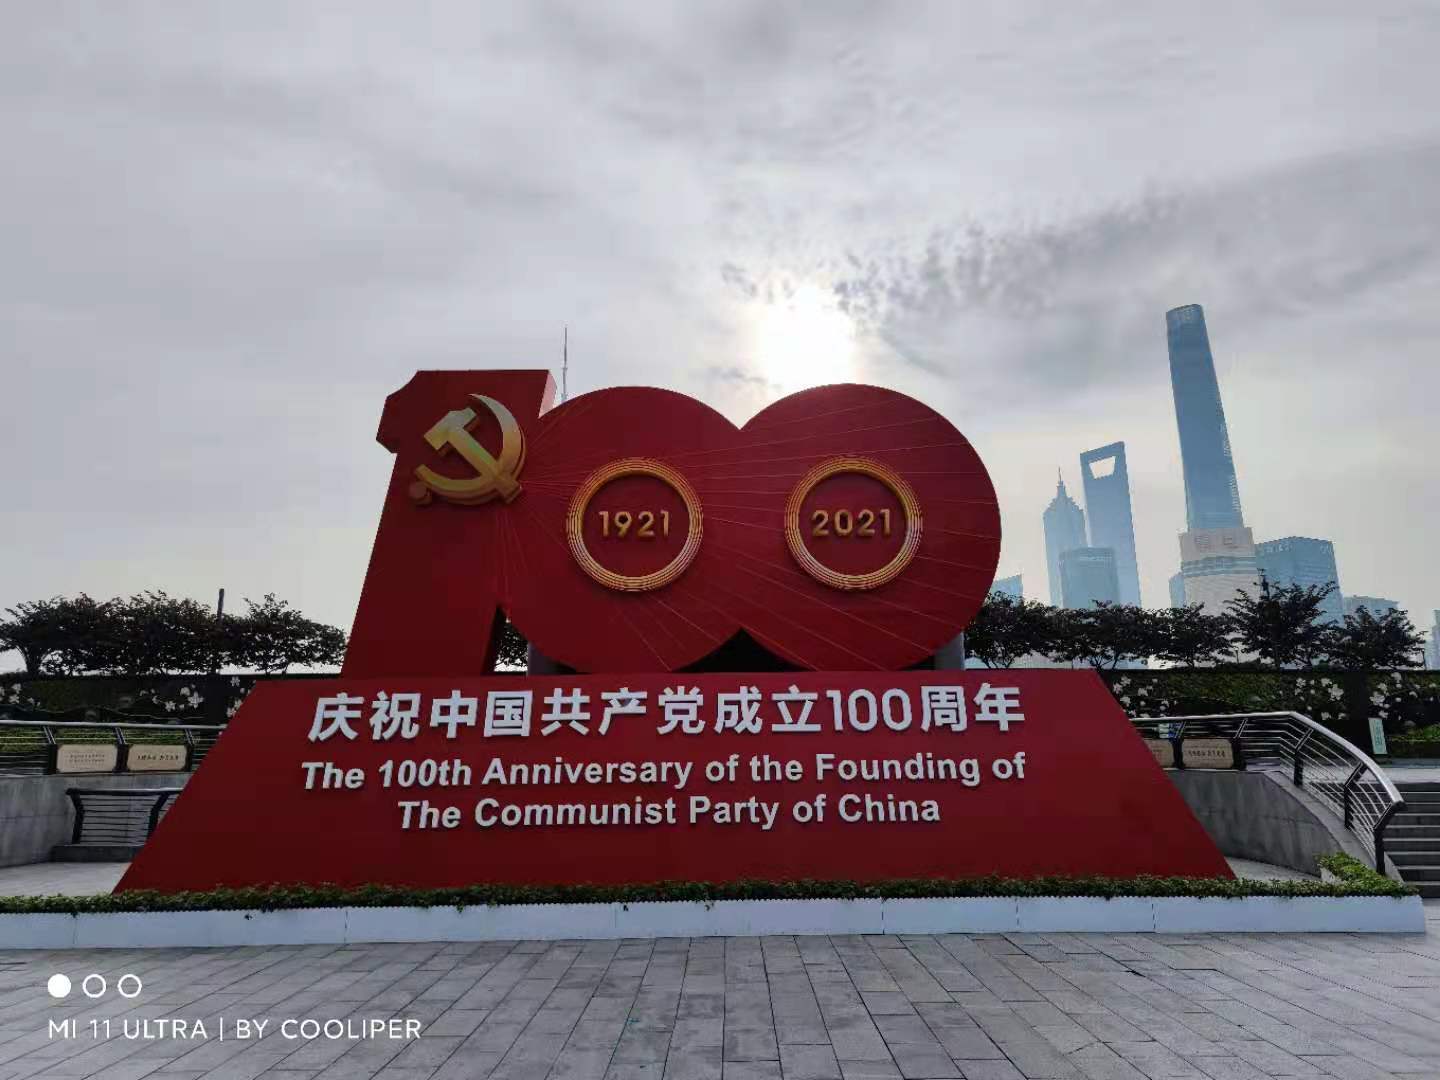 1921
2021
庆祝中国共产党成立100周年
The 100th Anniversary of the Founding of
The Communist Party of China
MI 11 ULTRA | BY COOLIPER